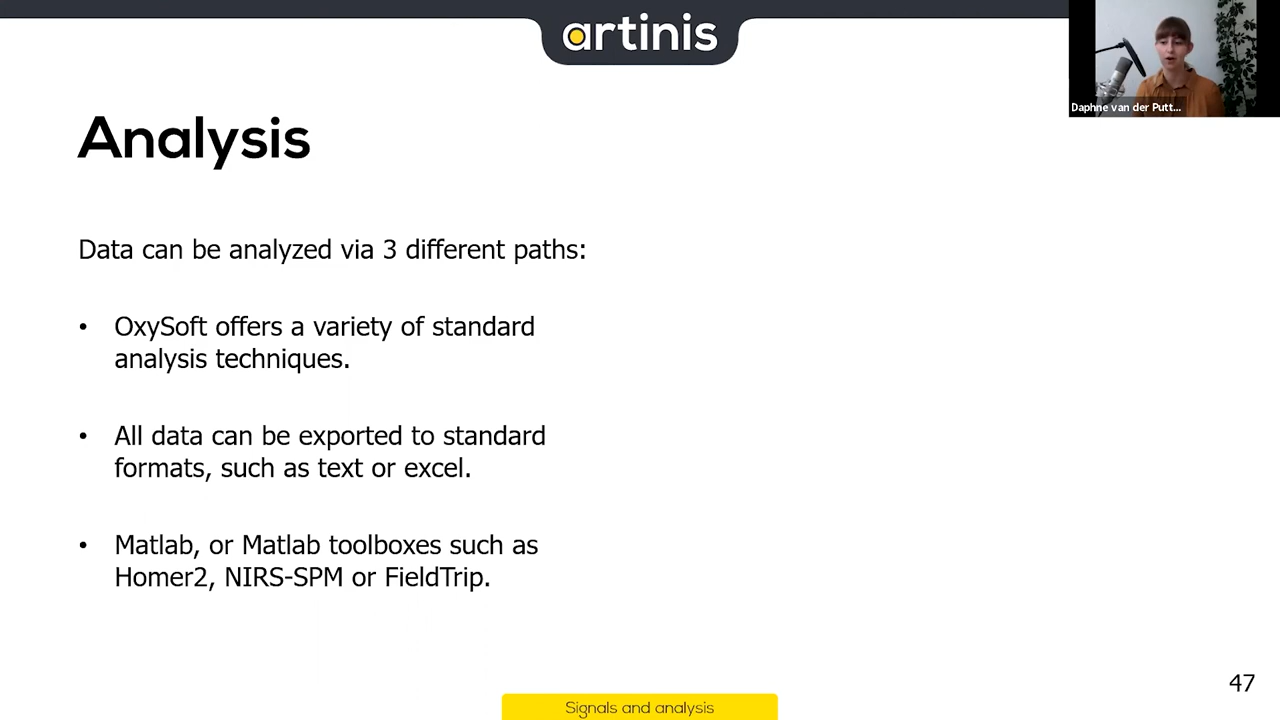 artinis
Daphne van der Putt...
Analysis
Data can be analyzed via 3 different paths:
• OxySoft offers a variety of standard
analysis techniques.
• All data can be exported to standard
formats, such as text or excel.
• Matlab, or Matlab toolboxes such as
Homer2, NIRS-SPM or FieldTrip.
47
Signals and analysis